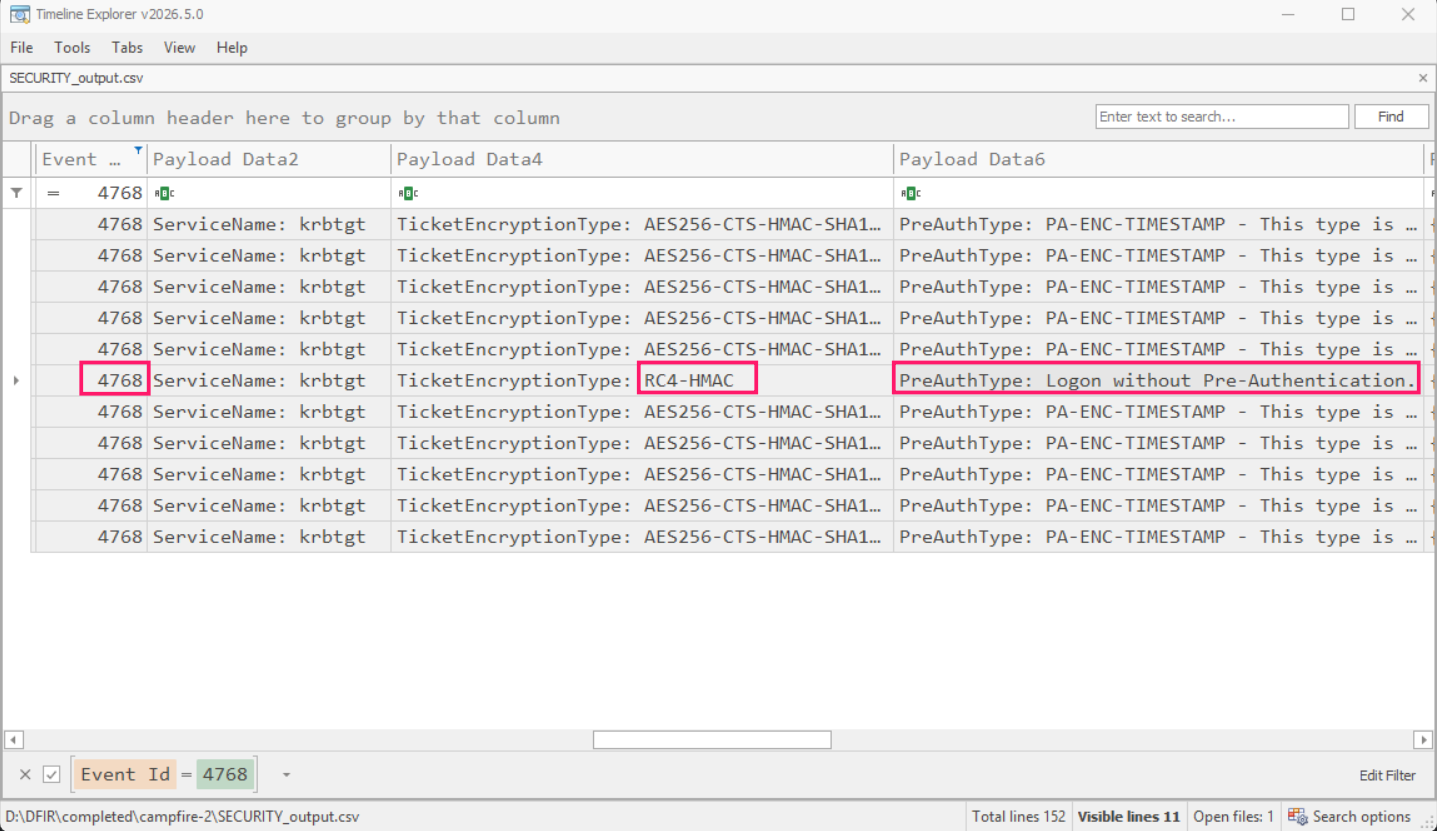 Timeline Explorer v2026.5.0
File Tools Tabs View Help
SECURITY_output.csv
Drag a column header here to group by that column
Enter text to search...
Find
Event … Payload Data2 Payload Data4 Payload Data6
= 4768
4768 ServiceName: krbtgt TicketEncryptionType: AES256-CTS-HMAC-SHA1… PreAuthType: PA-ENC-TIMESTAMP - This type is …
4768 ServiceName: krbtgt TicketEncryptionType: AES256-CTS-HMAC-SHA1… PreAuthType: PA-ENC-TIMESTAMP - This type is …
4768 ServiceName: krbtgt TicketEncryptionType: AES256-CTS-HMAC-SHA1… PreAuthType: PA-ENC-TIMESTAMP - This type is …
4768 ServiceName: krbtgt TicketEncryptionType: AES256-CTS-HMAC-SHA1… PreAuthType: PA-ENC-TIMESTAMP - This type is …
4768 ServiceName: krbtgt TicketEncryptionType: AES256-CTS-HMAC-SHA1… PreAuthType: PA-ENC-TIMESTAMP - This type is …
4768 ServiceName: krbtgt TicketEncryptionType: RC4-HMAC PreAuthType: Logon without Pre-Authentication.
4768 ServiceName: krbtgt TicketEncryptionType: AES256-CTS-HMAC-SHA1… PreAuthType: PA-ENC-TIMESTAMP - This type is …
4768 ServiceName: krbtgt TicketEncryptionType: AES256-CTS-HMAC-SHA1… PreAuthType: PA-ENC-TIMESTAMP - This type is …
4768 ServiceName: krbtgt TicketEncryptionType: AES256-CTS-HMAC-SHA1… PreAuthType: PA-ENC-TIMESTAMP - This type is …
4768 ServiceName: krbtgt TicketEncryptionType: AES256-CTS-HMAC-SHA1… PreAuthType: PA-ENC-TIMESTAMP - This type is …
4768 ServiceName: krbtgt TicketEncryptionType: AES256-CTS-HMAC-SHA1… PreAuthType: PA-ENC-TIMESTAMP - This type is …
Event Id = 4768
Edit Filter
D:\DFIR\completed\campfire-2\SECURITY_output.csv Total lines 152 Visible lines 11 Open files: 1 Search options